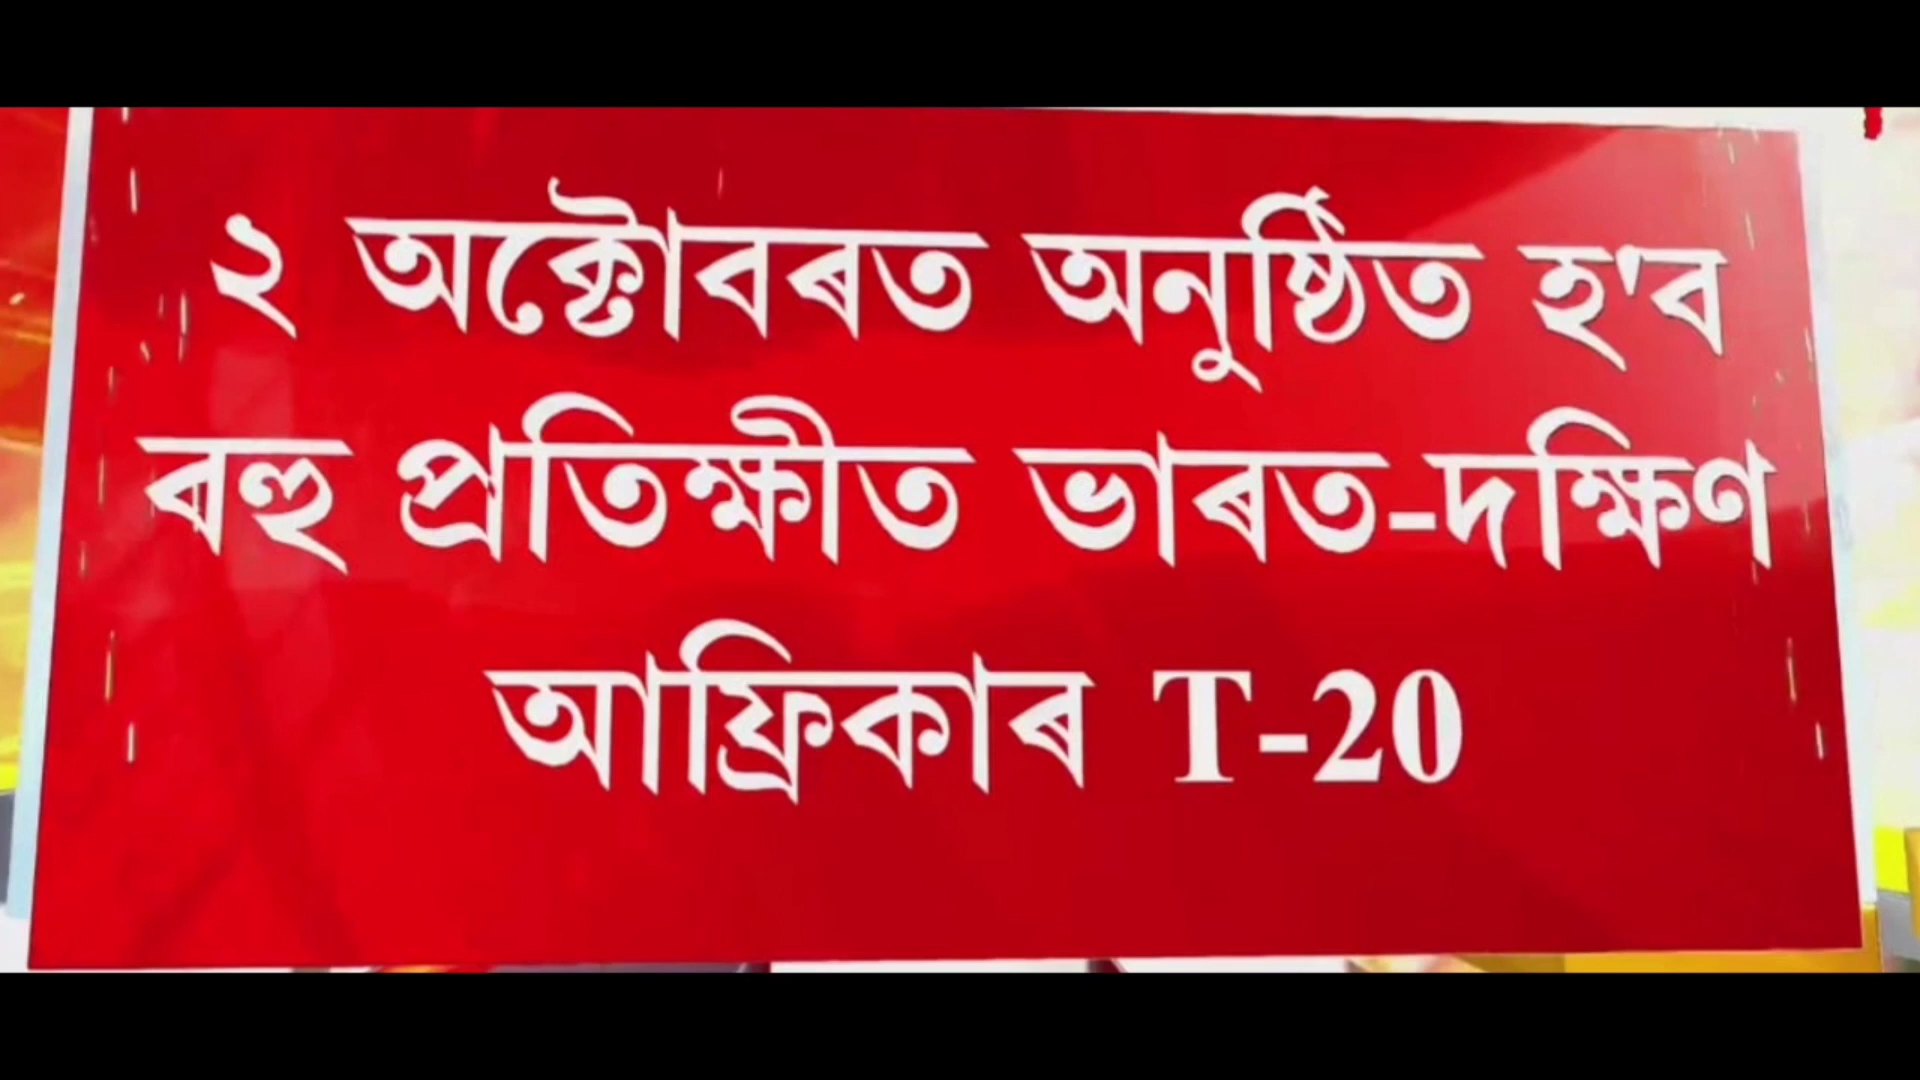 ২ অক্টোবৰত অনুৰ্ষ্ঠিত হ'ব
বহু প্ৰতিক্ষীত ভাৰত-দক্ষিণ
আফ্ৰিকাৰ T-20